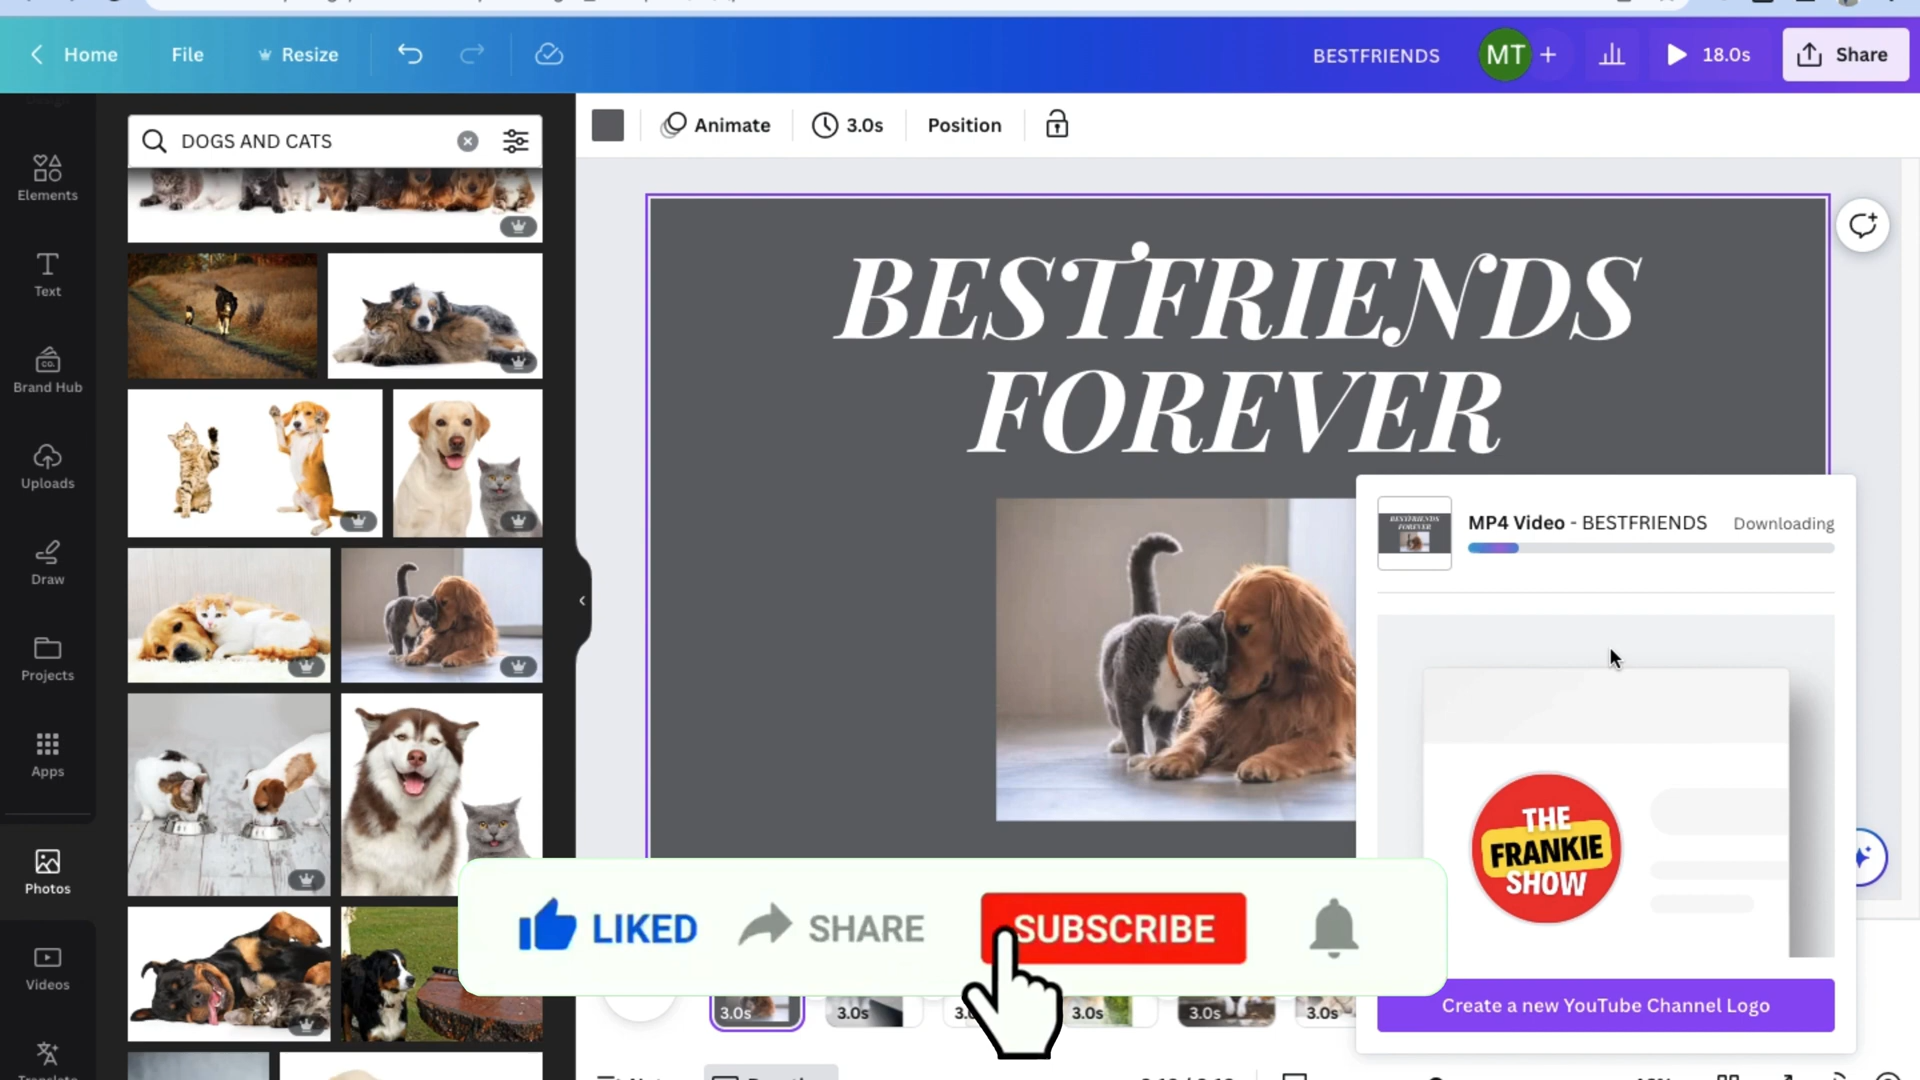 Home File Resize BESTFRIENDS MT 18.0s Share
DOGS AND CATS
Animate 3.0s Position
Elements
Text
Brand Hub
Uploads
Draw
Projects
Apps
Photos
Videos
BESTFRIENDS
FOREVER
MP4 Video - BESTFRIENDS Downloading
BESTFRIENDS
FOREVER
THE
FRANKIE
SHOW
LIKED SHARE SUBSCRIBE
3.0s 3.0s 3.0s 3.0s 3.0s
Create a new YouTube Channel Logo